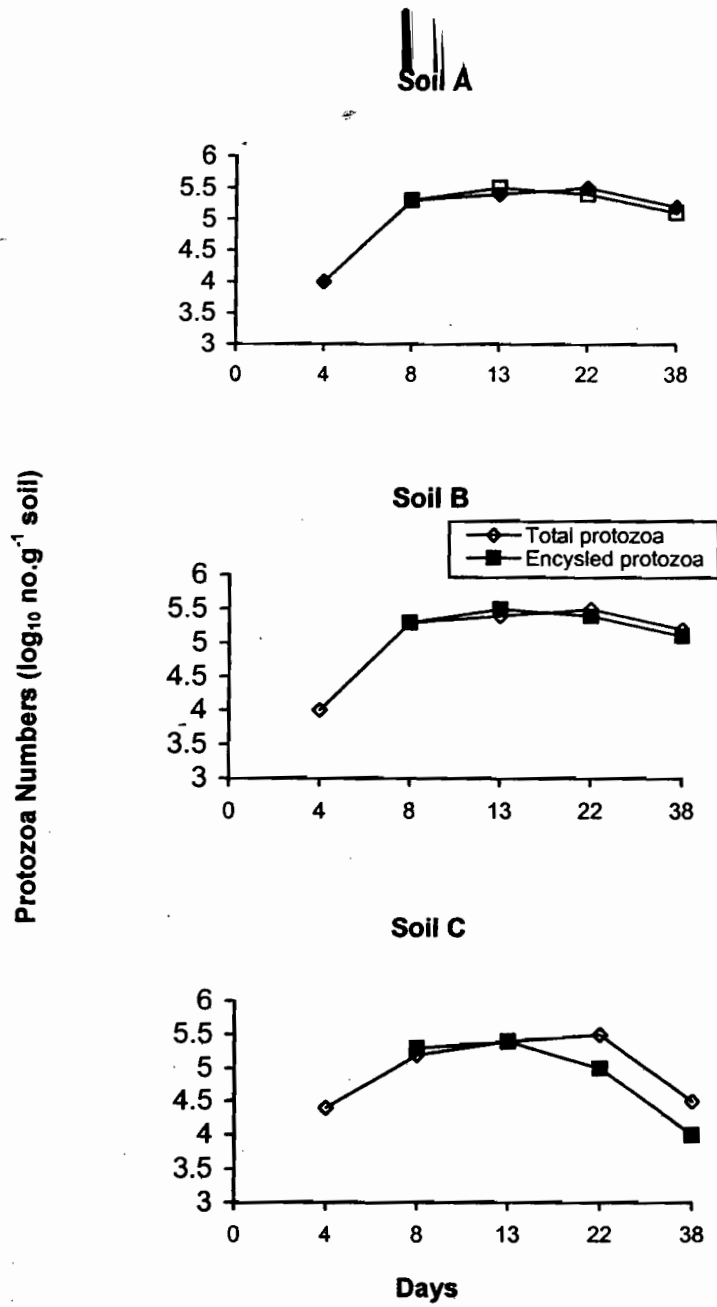 Soil A
6
5.5
5
4.5
4
3.5
3
0 4 8 13 22 38
Protozoa Numbers (log₁₀ no.g⁻¹ soil)
Soil B
Total protozoa
Encysled protozoa
6
5.5
5
4.5
4
3.5
3
0 4 8 13 22 38
Soil C
6
5.5
5
4.5
4
3.5
3
0 4 8 13 22 38
Days